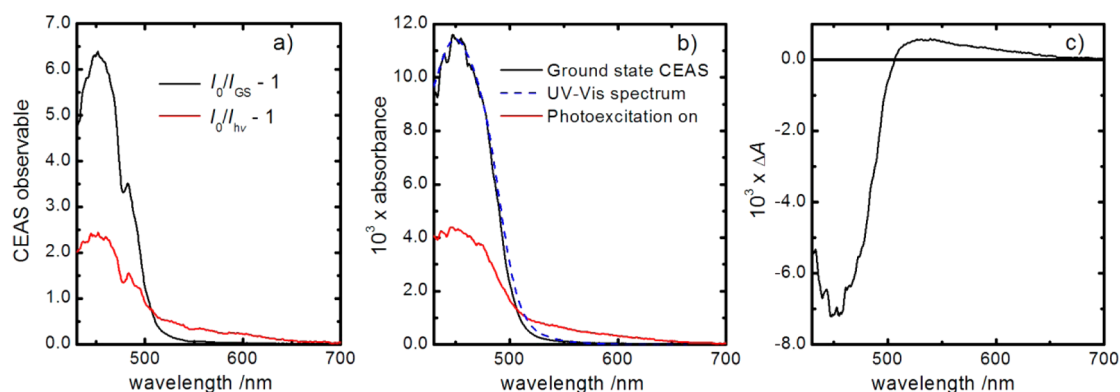 a)
7.0
6.0
5.0
4.0
3.0
2.0
1.0
0.0
CEAS observable
I0/IGS - 1
I0/Ihν - 1
500
600
700
wavelength /nm
b)
12.0
10.0
8.0
6.0
4.0
2.0
0.0
10³ x absorbance
Ground state CEAS
UV-Vis spectrum
Photoexcitation on
500
600
700
wavelength /nm
c)
0.0
-2.0
-4.0
-6.0
-8.0
10³ x ΔA
500
600
700
wavelength /nm